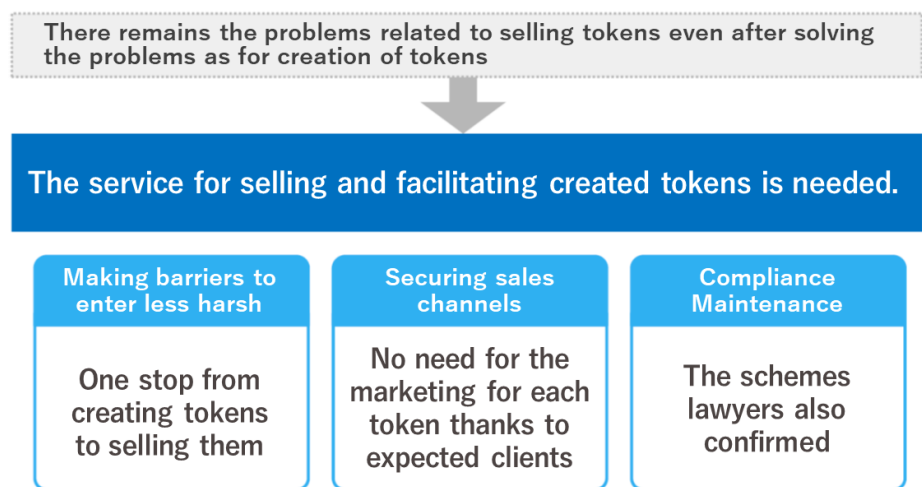 There remains the problems related to selling tokens even after solving
the problems as for creation of tokens
The service for selling and facilitating created tokens is needed.
Making barriers to
enter less harsh
One stop from
creating tokens
to selling them
Securing sales
channels
No need for the
marketing for each
token thanks to
expected clients
Compliance
Maintenance
The schemes
lawyers also
confirmed